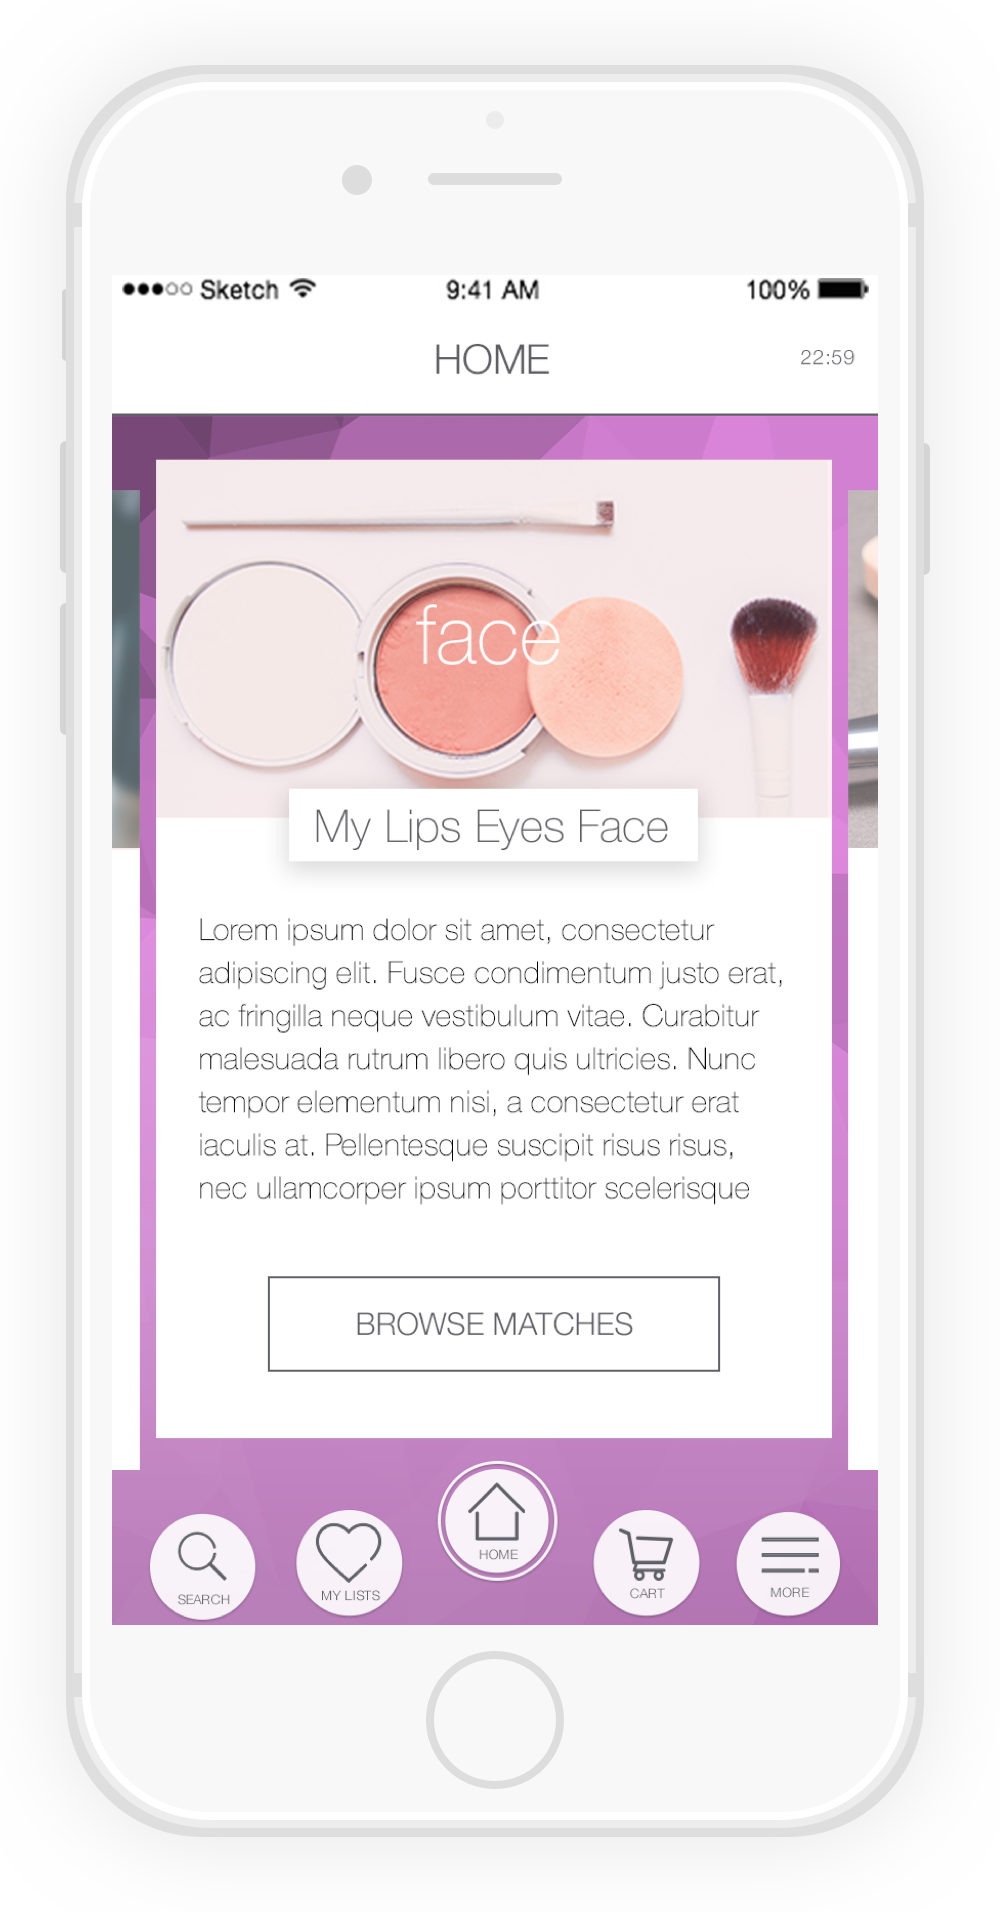 Sketch 9:41 AM 100%
HOME 22:59
face
My Lips Eyes Face
Lorem ipsum dolor sit amet, consectetur
adipiscing elit. Fusce condimentum justo erat,
ac fringilla neque vestibulum vitae. Curabitur
malesuada rutrum libero quis ultricies. Nunc
tempor elementum nisi, a consectetur erat
iaculis at. Pellentesque suscipit risus risus,
nec ullamcorper ipsum porttitor scelerisque
BROWSE MATCHES
SEARCH MY LISTS HOME CART MORE